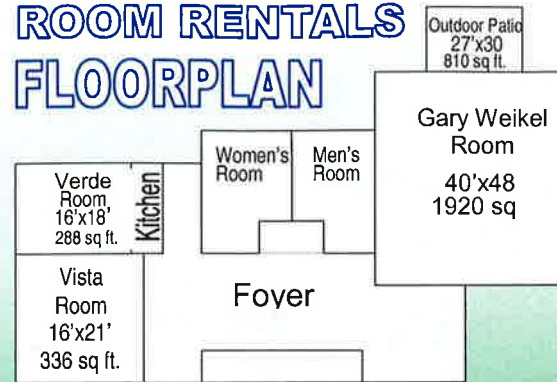 ROOM RENTALS
FLOORPLAN
Outdoor Patio
27'x30
810 sq ft.
Gary Weikel
Room
40'x48
1920 sq
Women's
Room
Men's
Room
Verde
Room
16'x18'
288 sq ft.
Kitchen
Vista
Room
16'x21'
336 sq ft.
Foyer